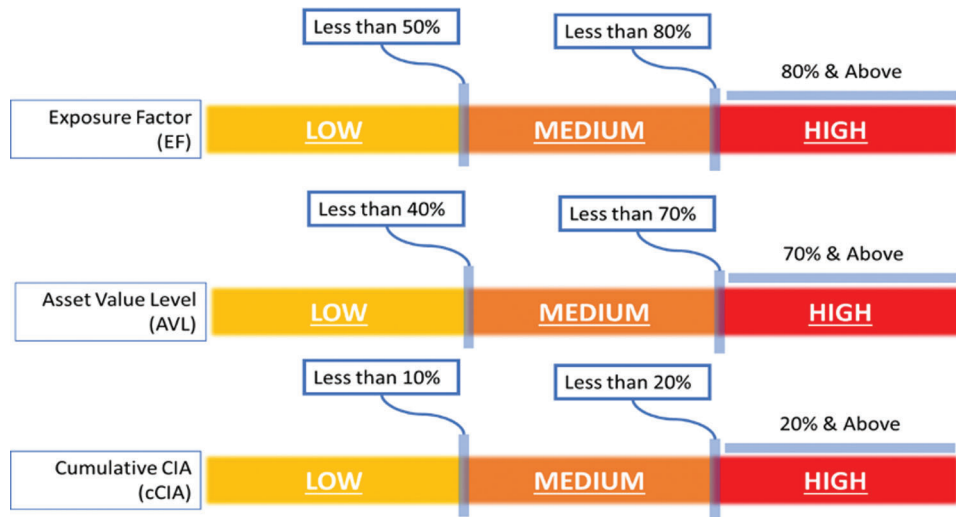 Less than 50%
Less than 80%
80% & Above
Exposure Factor
(EF)
LOW
MEDIUM
HIGH
Less than 40%
Less than 70%
70% & Above
Asset Value Level
(AVL)
LOW
MEDIUM
HIGH
Less than 10%
Less than 20%
20% & Above
Cumulative CIA
(cCIA)
LOW
MEDIUM
HIGH